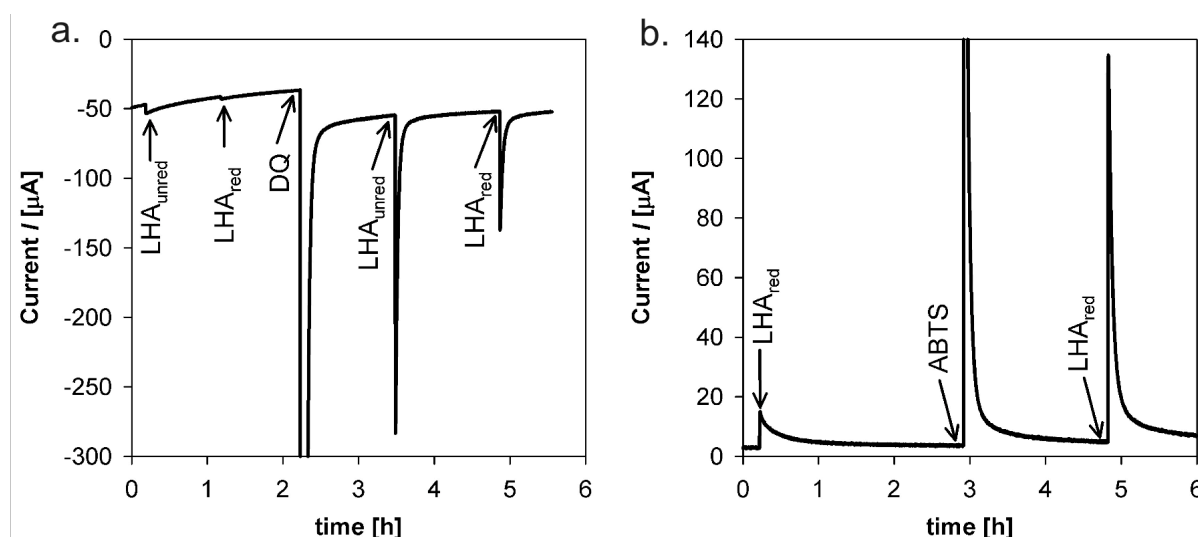 a.
Current / [μA]
0
-50
-100
-150
-200
-250
-300
LHAunred
LHAred
DQ
LHAunred
LHAred
0 1 2 3 4 5 6
time [h]
b.
Current / [μA]
140
120
100
80
60
40
20
0
LHAred
ABTS
LHAred
0 1 2 3 4 5 6
time [h]